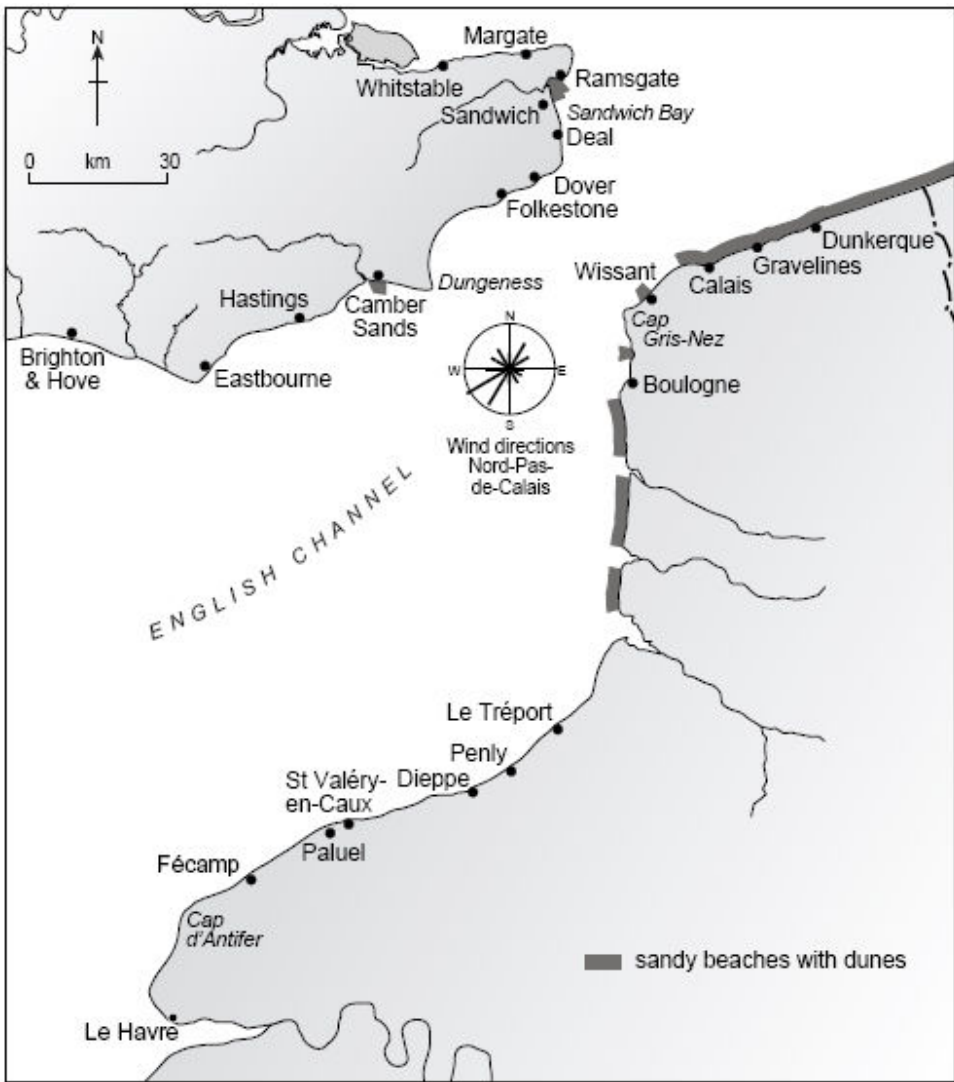 N
0 km 30
Margate
Whitstable
Ramsgate
Sandwich
Sandwich Bay
Deal
Dover
Folkestone
Dungeness
Camber
Sands
Hastings
Eastbourne
Brighton
& Hove
Wissant
Calais
Gravelines
Dunkerque
Cap
Gris-Nez
Boulogne
N
W E
S
Wind directions
Nord-Pas-
de-Calais
ENGLISH CHANNEL
Le Tréport
Penly
Dieppe
St Valéry-
en-Caux
Paluel
Fécamp
Cap
d'Antifer
Le Havre
sandy beaches with dunes